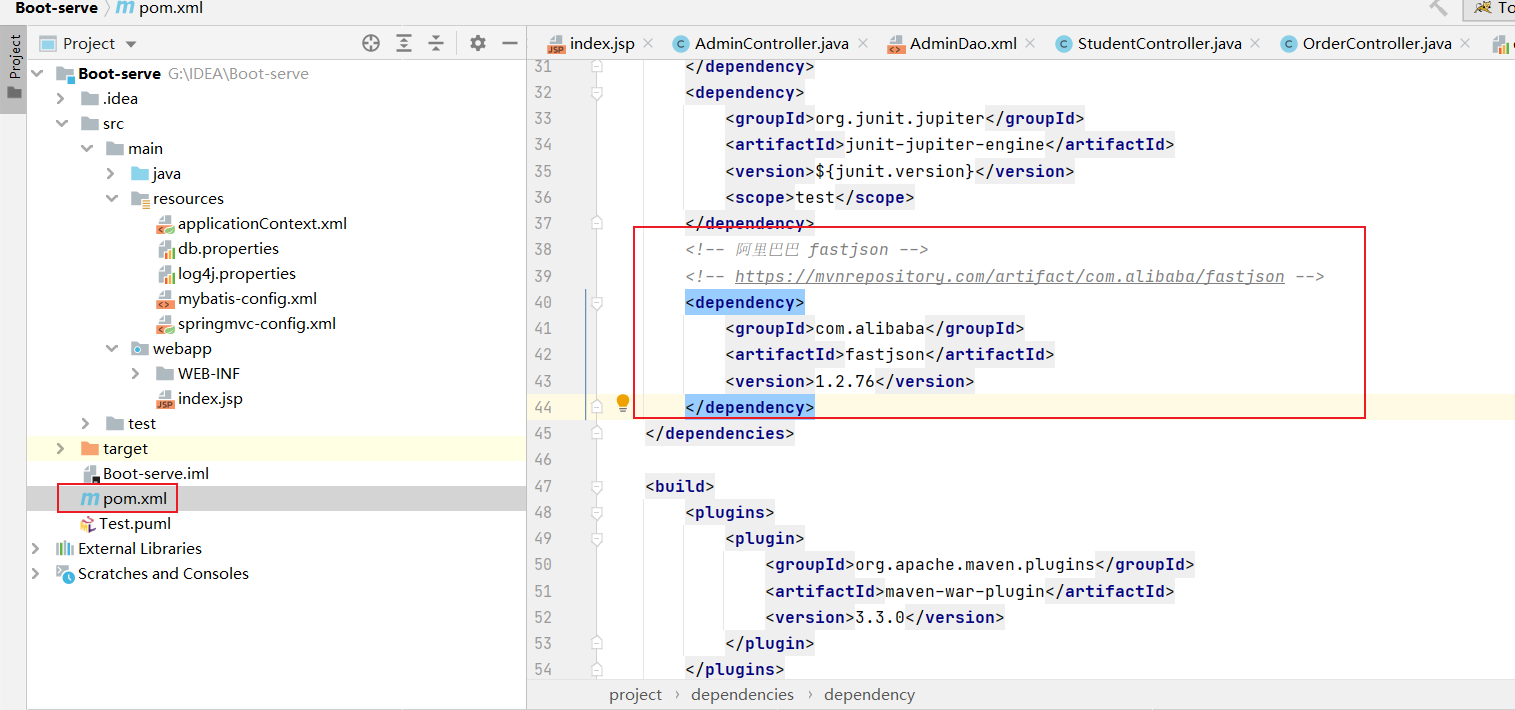 Boot-serve
pom.xml
To
Project
Project
index.jsp
AdminController.java
AdminDao.xml
StudentController.java
OrderController.java
Boot-serve G:\IDEA\Boot-serve
.idea
src
main
java
resources
applicationContext.xml
db.properties
log4j.properties
mybatis-config.xml
springmvc-config.xml
webapp
WEB-INF
index.jsp
test
target
Boot-serve.iml
pom.xml
Test.puml
External Libraries
Scratches and Consoles
31 </dependency>
32 <dependency>
33 <groupId>org.junit.jupiter</groupId>
34 <artifactId>junit-jupiter-engine</artifactId>
35 <version>${junit.version}</version>
36 <scope>test</scope>
37 </dependency>
38 <!-- 阿里巴巴 fastjson -->
39 <!-- https://mvnrepository.com/artifact/com.alibaba/fastjson -->
40 <dependency>
41 <groupId>com.alibaba</groupId>
42 <artifactId>fastjson</artifactId>
43 <version>1.2.76</version>
44 </dependency>
45 </dependencies>
46
47 <build>
48 <plugins>
49 <plugin>
50 <groupId>org.apache.maven.plugins</groupId>
51 <artifactId>maven-war-plugin</artifactId>
52 <version>3.3.0</version>
53 </plugin>
54 </plugins>
project › dependencies › dependency